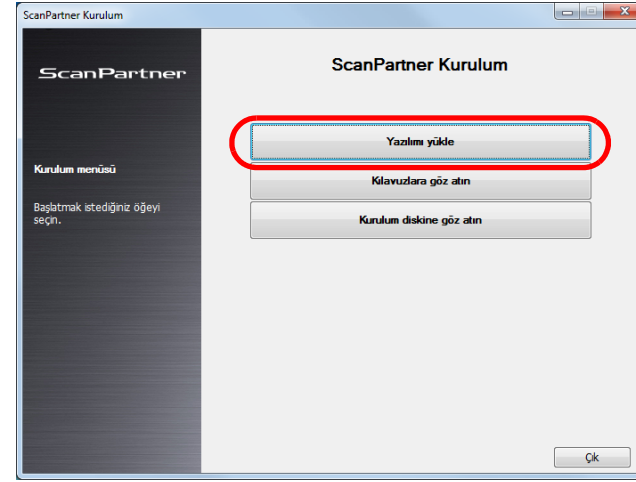 ScanPartner Kurulum
ScanPartner
ScanPartner Kurulum
Yazılımı yükle
Kurulum menüsü
Kılavuzlara göz atın
Başlatmak istediğiniz öğeyi
seçin.
Kurulum diskine göz atın
Çık